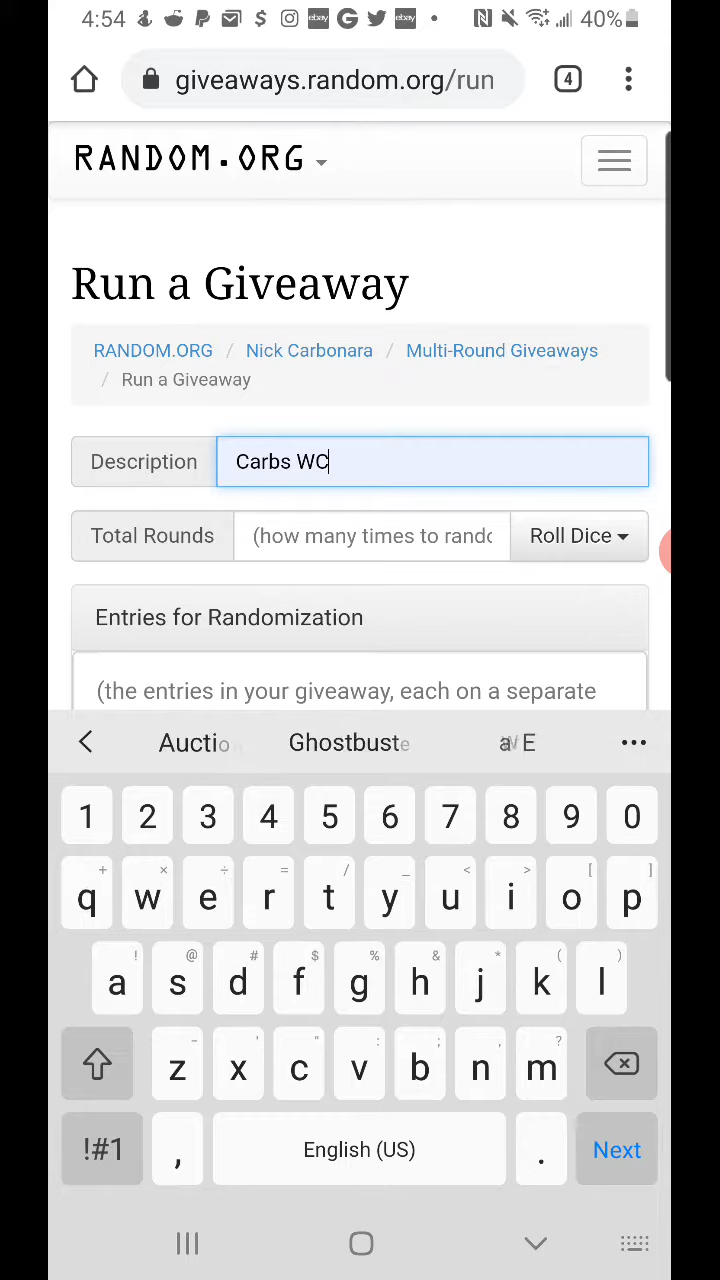 4:54 $ ebay G ebay 40%
giveaways.random.org/run 4
RANDOM.ORG
Run a Giveaway
RANDOM.ORG / Nick Carbonara / Multi-Round Giveaways
/ Run a Giveaway
Description Carbs WC
Total Rounds (how many times to rando Roll Dice
Entries for Randomization
(the entries in your giveaway, each on a separate
Auctio Ghostbuste
1 2 3 4 5 6 7 8 9 0
+ × ÷ = / _ < > [ ]
q w e r t y u i o p
! @ # $ % & * ( )
a s d f g h j k l
- ' " : ; , ?
z x c v b n m
!#1 , English (US) . Next